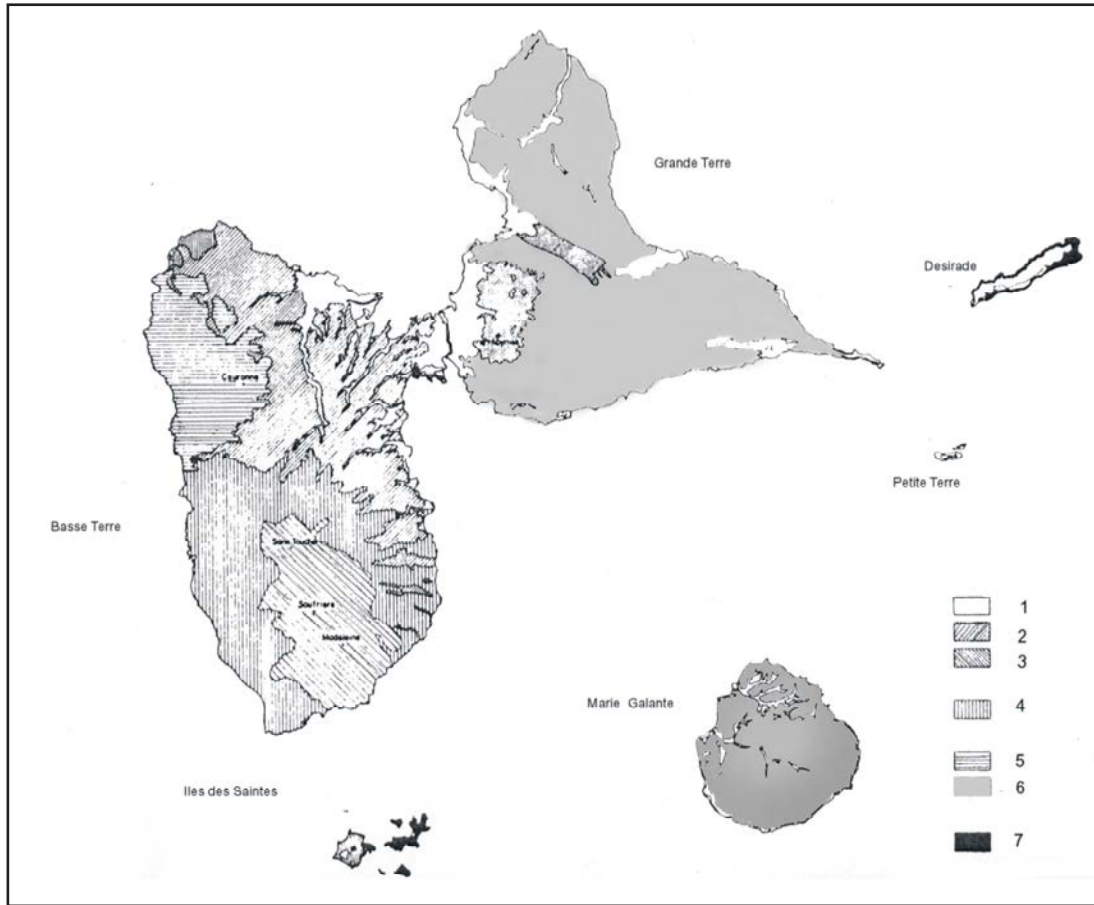 Grande Terre
Desirade
Petite Terre
Basse Terre
Soufriere
Madeleine
Marie Galante
Iles des Saintes
1
2
3
4
5
6
7